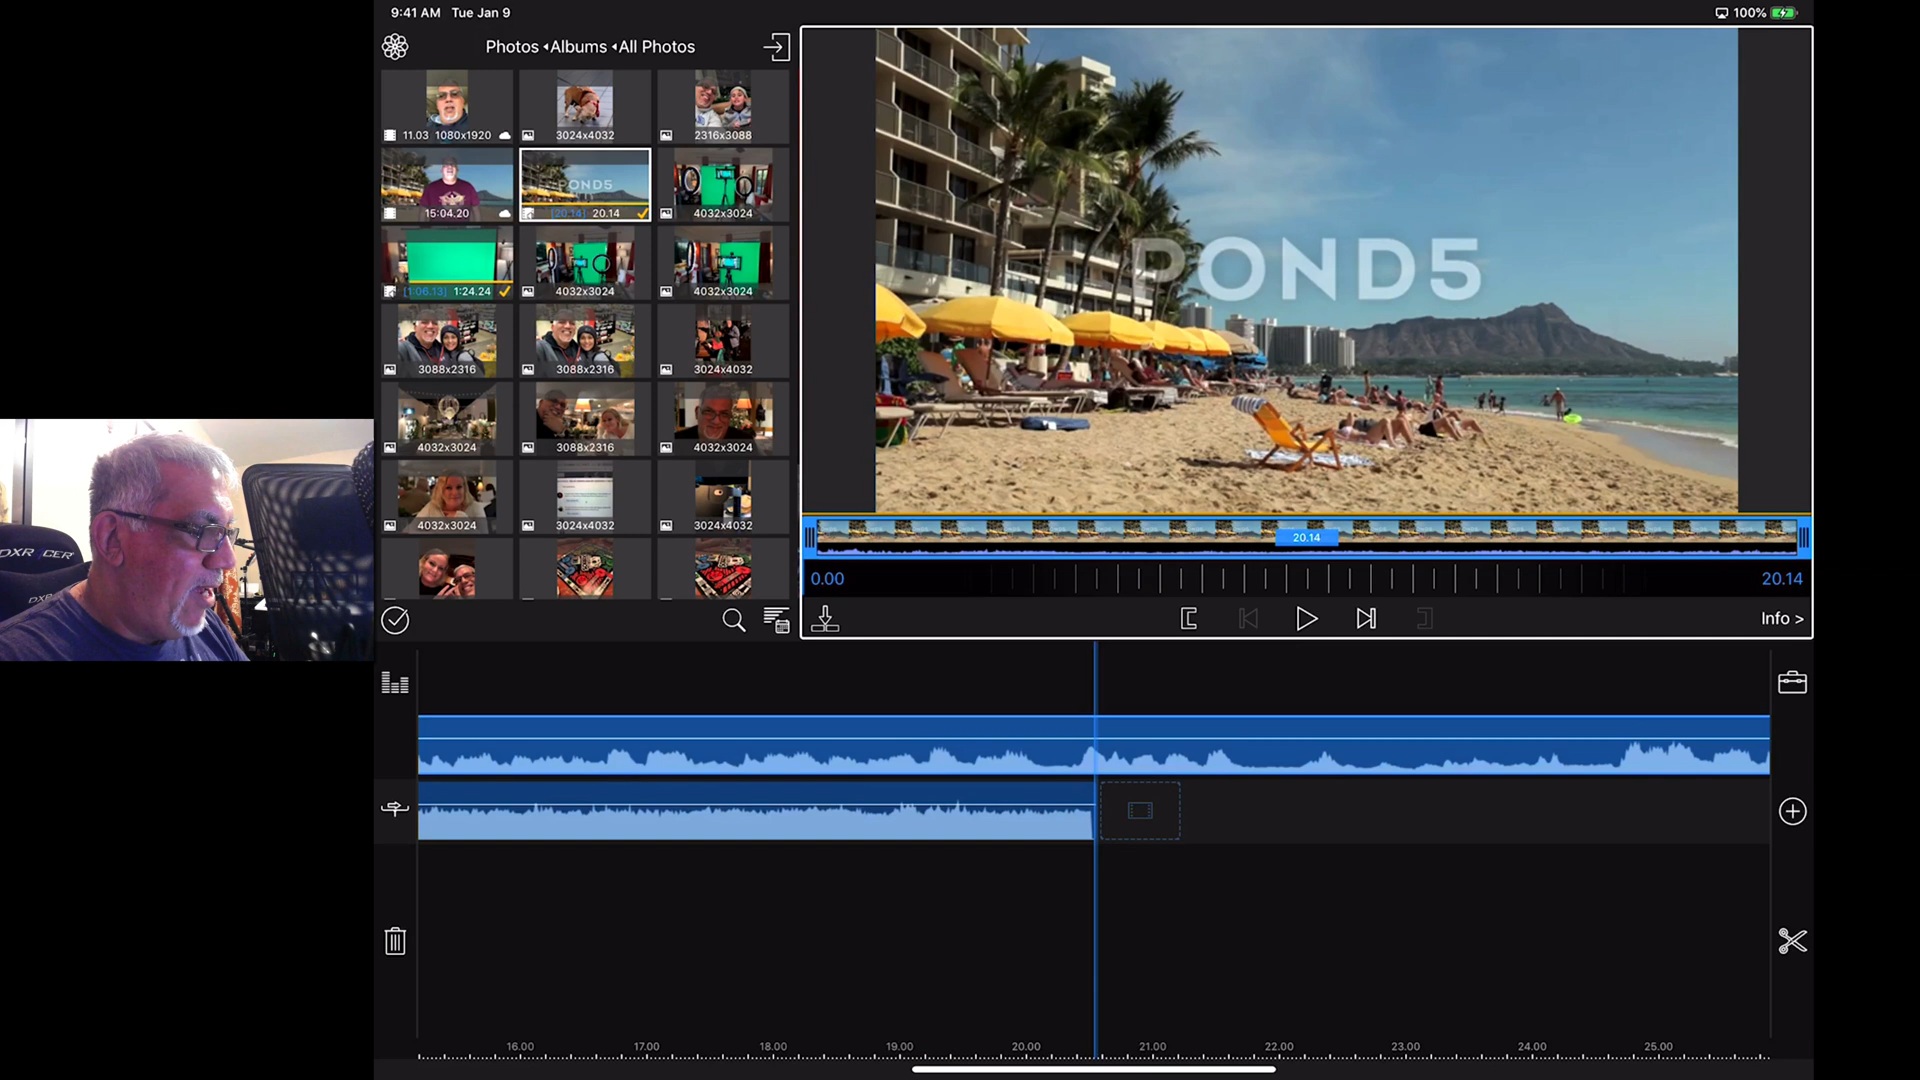 9:41 AM Tue Jan 9
100%
Photos ◂Albums ◂All Photos
11.03 1080x1920
3024x4032
2316x3088
15:04.20
POND5
[20.14] 20.14
4032x3024
[1:06.13] 1:24.24
4032x3024
4032x3024
3088x2316
3088x2316
3024x4032
4032x3024
3088x2316
4032x3024
4032x3024
3024x4032
3024x4032
POND5
20.14
0.00
20.14
Info >
16.00 17.00 18.00 19.00 20.00 21.00 22.00 23.00 24.00 25.00